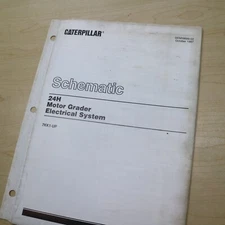 CATERPILLAR
Schematic
24H
Motor Grader
Electrical System